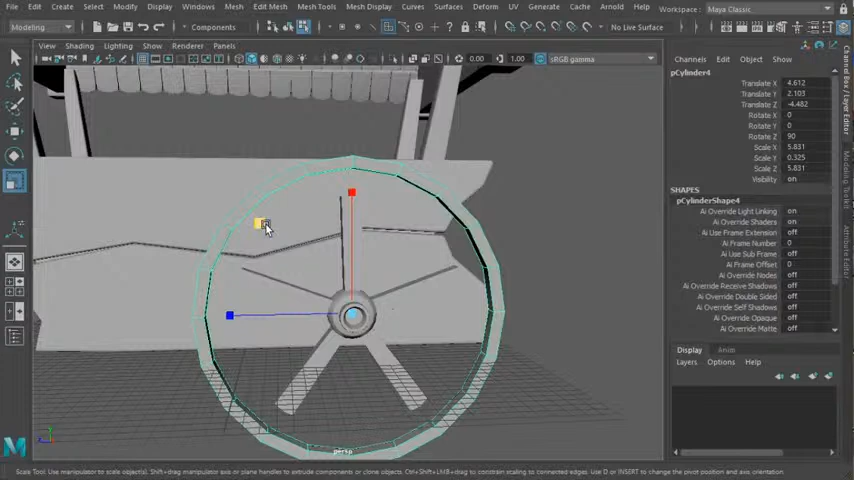 File Edit Create Select Modify Display Windows Mesh Edit Mesh Mesh Tools Mesh Display Curves Surfaces Deform UV Generate Cache Arnold Help Workspace : Maya Classic
Modeling Components No Live Surface
View Shading Lighting Show Renderer Panels
0.00 1.00 sRGB gamma
persp
Channels Edit Object Show
pCylinder4
Translate X 4.612
Translate Y 2.103
Translate Z -4.482
Rotate X 0
Rotate Y 0
Rotate Z 90
Scale X 5.831
Scale Y 0.325
Scale Z 5.831
Visibility on
SHAPES
pCylinderShape4
Ai Override Light Linking on
Ai Override Shaders on
Ai Use Frame Extension off
Ai Frame Number 0
Ai Use Sub Frame off
Ai Frame Offset 0
Ai Override Nodes off
Ai Override Receive Shadows off
Ai Override Double Sided off
Ai Override Self Shadows off
Ai Override Opaque off
Ai Override Matte off
Display Anim
Layers Options Help
Channel Box / Layer Editor
Modeling Toolkit
Attribute Editor
Scale Tool: Use manipulator to scale object(s). Shift+drag manipulator axis or plane handles to extrude components or clone objects. Ctrl+Shift+LMB+drag to constrain scaling to connected edges. Use D or INSERT to change the pivot position and axis orientation.